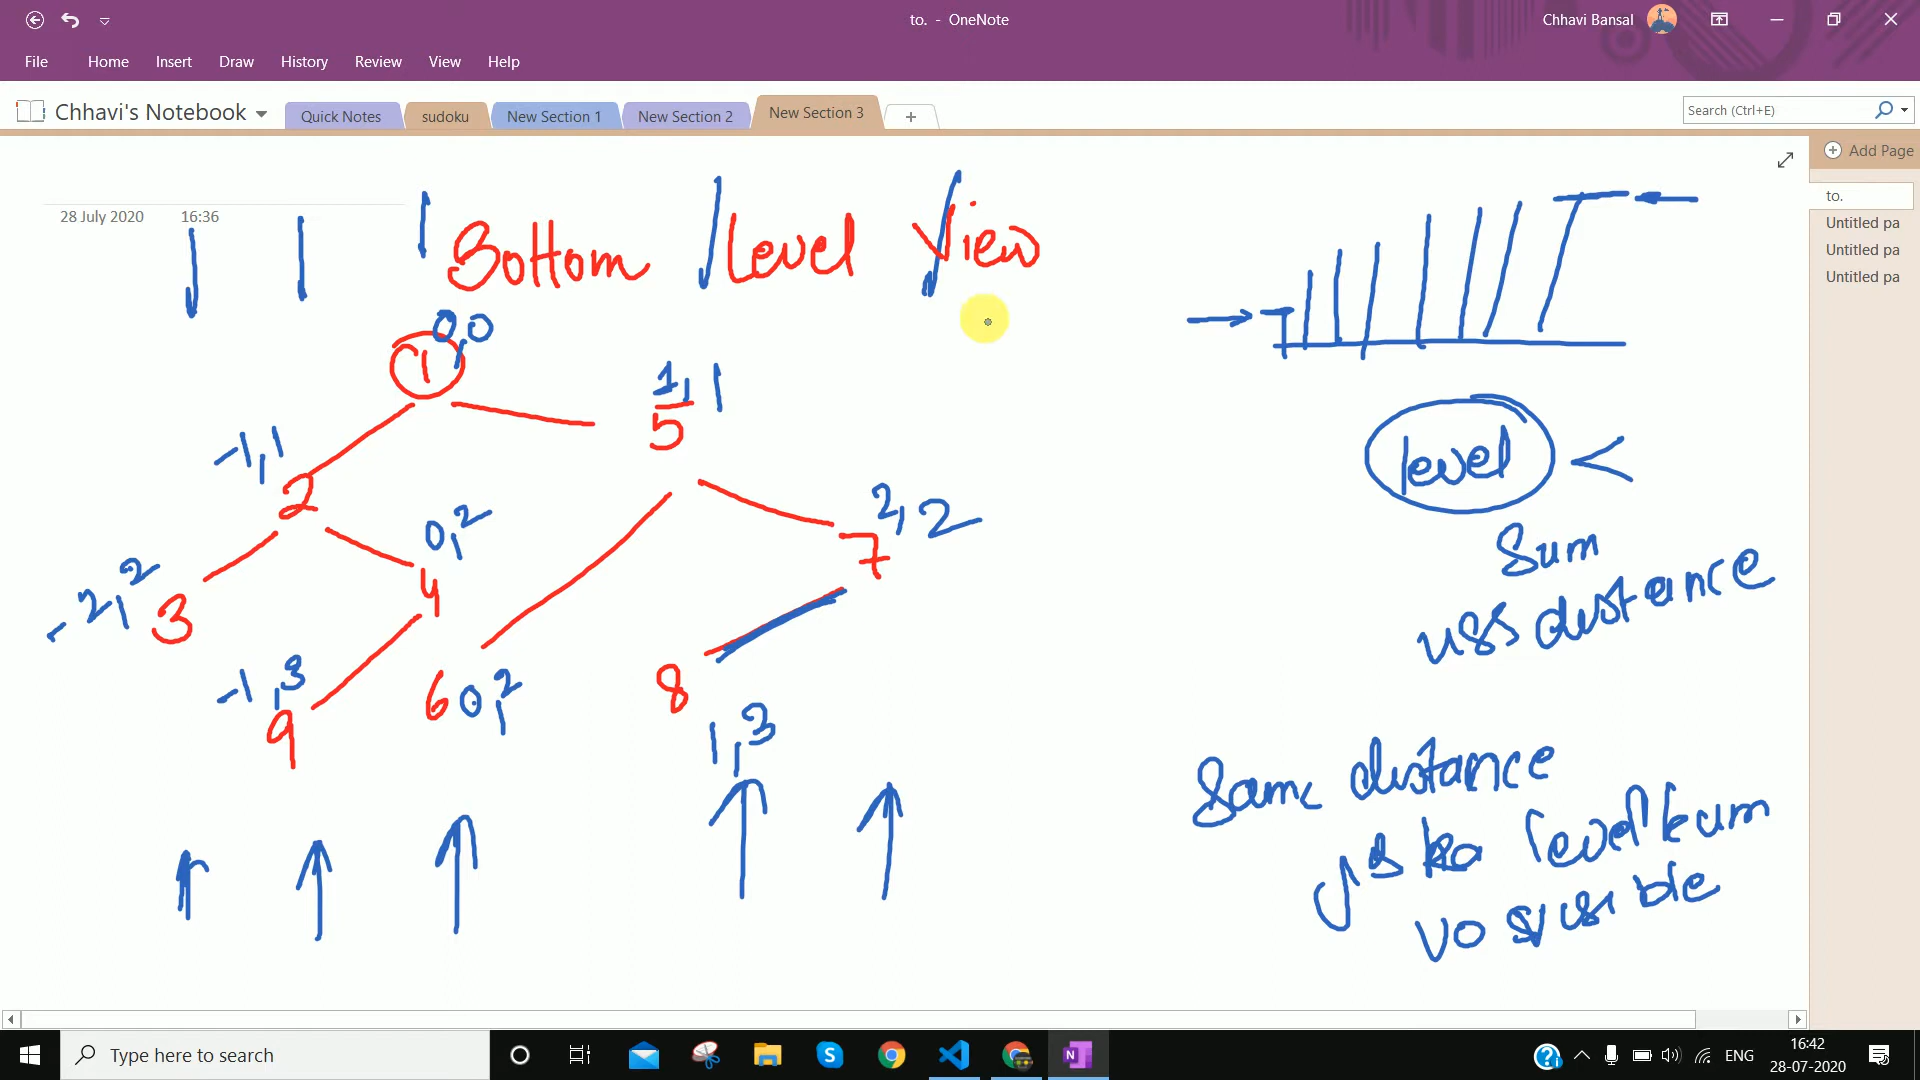 to. - OneNote
Chhavi Bansal
File Home Insert Draw History Review View Help
Chhavi's Notebook
Quick Notes
sudoku
New Section 1
New Section 2
New Section 3
+
Search (Ctrl+E)
Add Page
to.
Untitled pa
Untitled pa
Untitled pa
28 July 2020 16:36
Bottom Level View
0,0
1
1,1
5
-1,1
2
2,2
7
0,2
4
-2,2
3
-1,3
9
6 0,2
8
1,3
level <
Sum
uss distance
Same distance
jis ka level kum
vo visible
Type here to search
ENG
16:42
28-07-2020